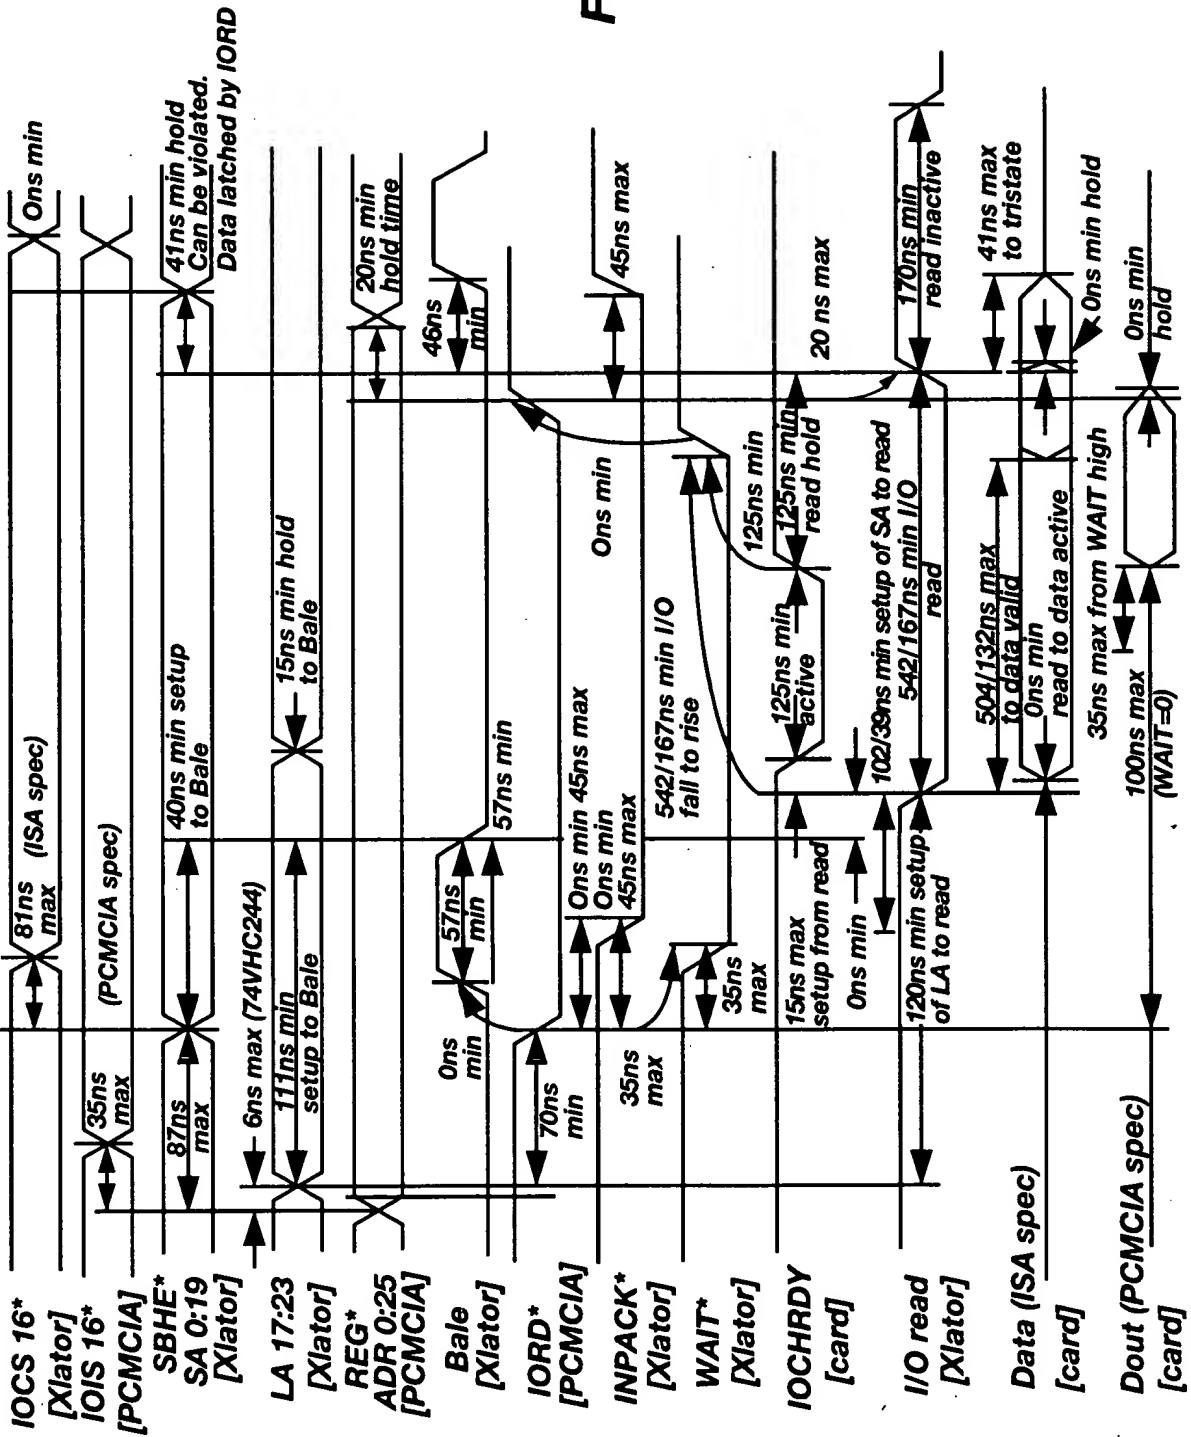 F
IOCS 16*
[Xlator]
81ns
max
(ISA spec)
0ns min
IOIS 16*
[PCMCIA]
35ns
max
(PCMCIA spec)
SBHE*
SA 0:19
[Xlator]
87ns
max
40ns min setup
to Bale
41ns min hold
Can be violated.
Data latched by IORD
6ns max (74VHC244)
LA 17:23
[Xlator]
111ns min
setup to Bale
15ns min hold
to Bale
REG*
ADR 0:25
[PCMCIA]
20ns min
hold time
Bale
[Xlator]
0ns
min
57ns
min
57ns min
46ns
min
IORD*
[PCMCIA]
70ns
min
0ns min 45ns max
0ns min
INPACK*
[Xlator]
35ns
max
0ns min
45ns max
45ns max
542/167ns min I/O
fall to rise
WAIT*
[Xlator]
35ns
max
125ns min
IOCHRDY
[card]
15ns max
setup from read
125ns min
active
125ns min
read hold
20 ns max
0ns min
102/39ns min setup of SA to read
I/O read
[Xlator]
120ns min setup
of LA to read
542/167ns min I/O
read
170ns min
read inactive
504/132ns max
to data valid
41ns max
to tristate
Data (ISA spec)
[card]
0ns min
read to data active
0ns min hold
35ns max from WAIT high
Dout (PCMCIA spec)
[card]
100ns max
(WAIT=0)
0ns min
hold